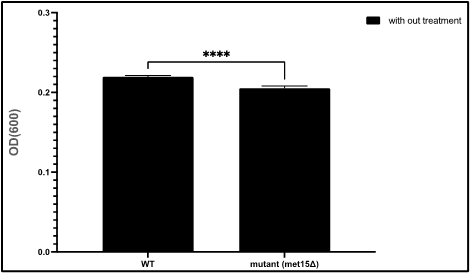 with out treatment
OD(600)
0.3
0.2
0.1
0.0
****
WT
mutant (met15Δ)